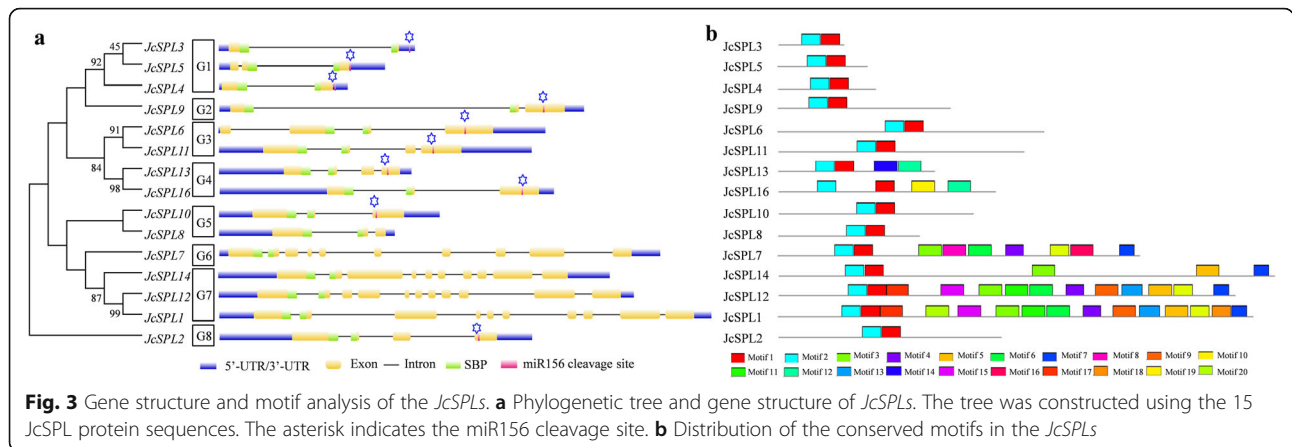 a
b
45
92
91
84
98
87
99
JcSPL3
JcSPL5
JcSPL4
JcSPL9
JcSPL6
JcSPL11
JcSPL13
JcSPL16
JcSPL10
JcSPL8
JcSPL7
JcSPL14
JcSPL12
JcSPL1
JcSPL2
G1
G2
G3
G4
G5
G6
G7
G8
5'-UTR/3'-UTR Exon Intron SBP miR156 cleavage site
JcSPL3
JcSPL5
JcSPL4
JcSPL9
JcSPL6
JcSPL11
JcSPL13
JcSPL16
JcSPL10
JcSPL8
JcSPL7
JcSPL14
JcSPL12
JcSPL1
JcSPL2
Motif 1 Motif 2 Motif 3 Motif 4 Motif 5 Motif 6 Motif 7 Motif 8 Motif 9 Motif 10
Motif 11 Motif 12 Motif 13 Motif 14 Motif 15 Motif 16 Motif 17 Motif 18 Motif 19 Motif 20
Fig. 3 Gene structure and motif analysis of the JcSPLs. a Phylogenetic tree and gene structure of JcSPLs. The tree was constructed using the 15
JcSPL protein sequences. The asterisk indicates the miR156 cleavage site. b Distribution of the conserved motifs in the JcSPLs